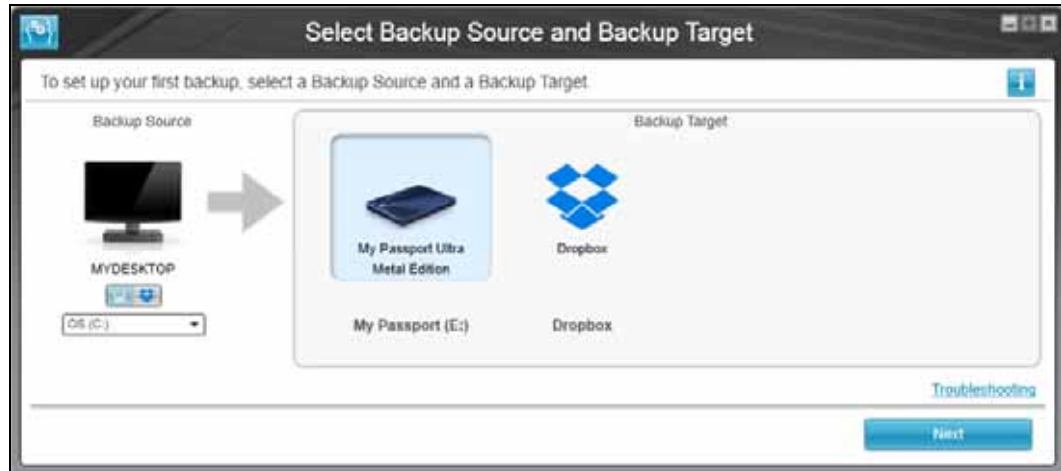 Select Backup Source and Backup Target
To set up your first backup, select a Backup Source and a Backup Target
i
Backup Source
Backup Target
MYDESKTOP
OS (C:)
My Passport Ultra
Metal Edition
Dropbox
My Passport (E:)
Dropbox
Troubleshooting
Next